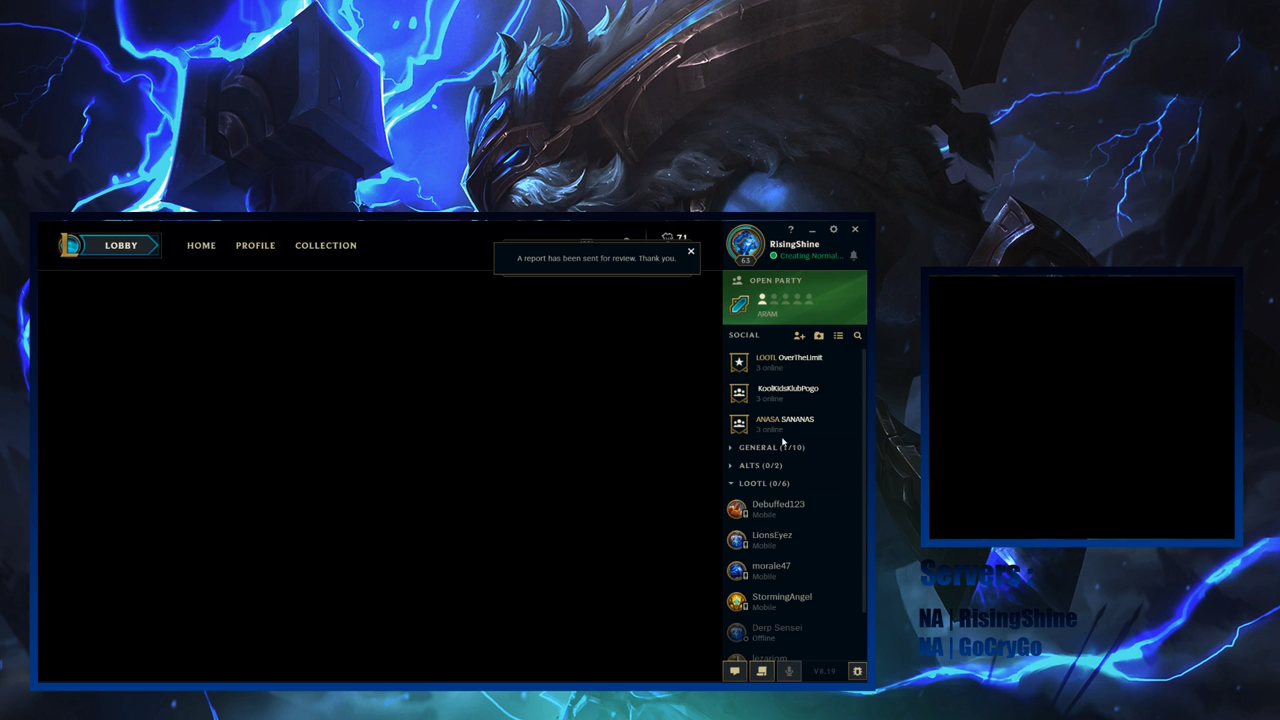 LOBBY
HOME
PROFILE
COLLECTION
71
A report has been sent for review. Thank you.
?
RisingShine
Creating Normal...
63
OPEN PARTY
ARAM
SOCIAL
LOOTL OverTheLimit
3 online
KoolKidsKlubPogo
3 online
ANASA SANANAS
3 online
GENERAL (1/10)
ALTS (0/2)
LOOTL (0/6)
Debuffed123
Mobile
LionsEyez
Mobile
morale47
Mobile
StormingAngel
Mobile
Derp Sensei
Offline
V9.19
Servers :
NA | RisingShine
NA | GoCryGo